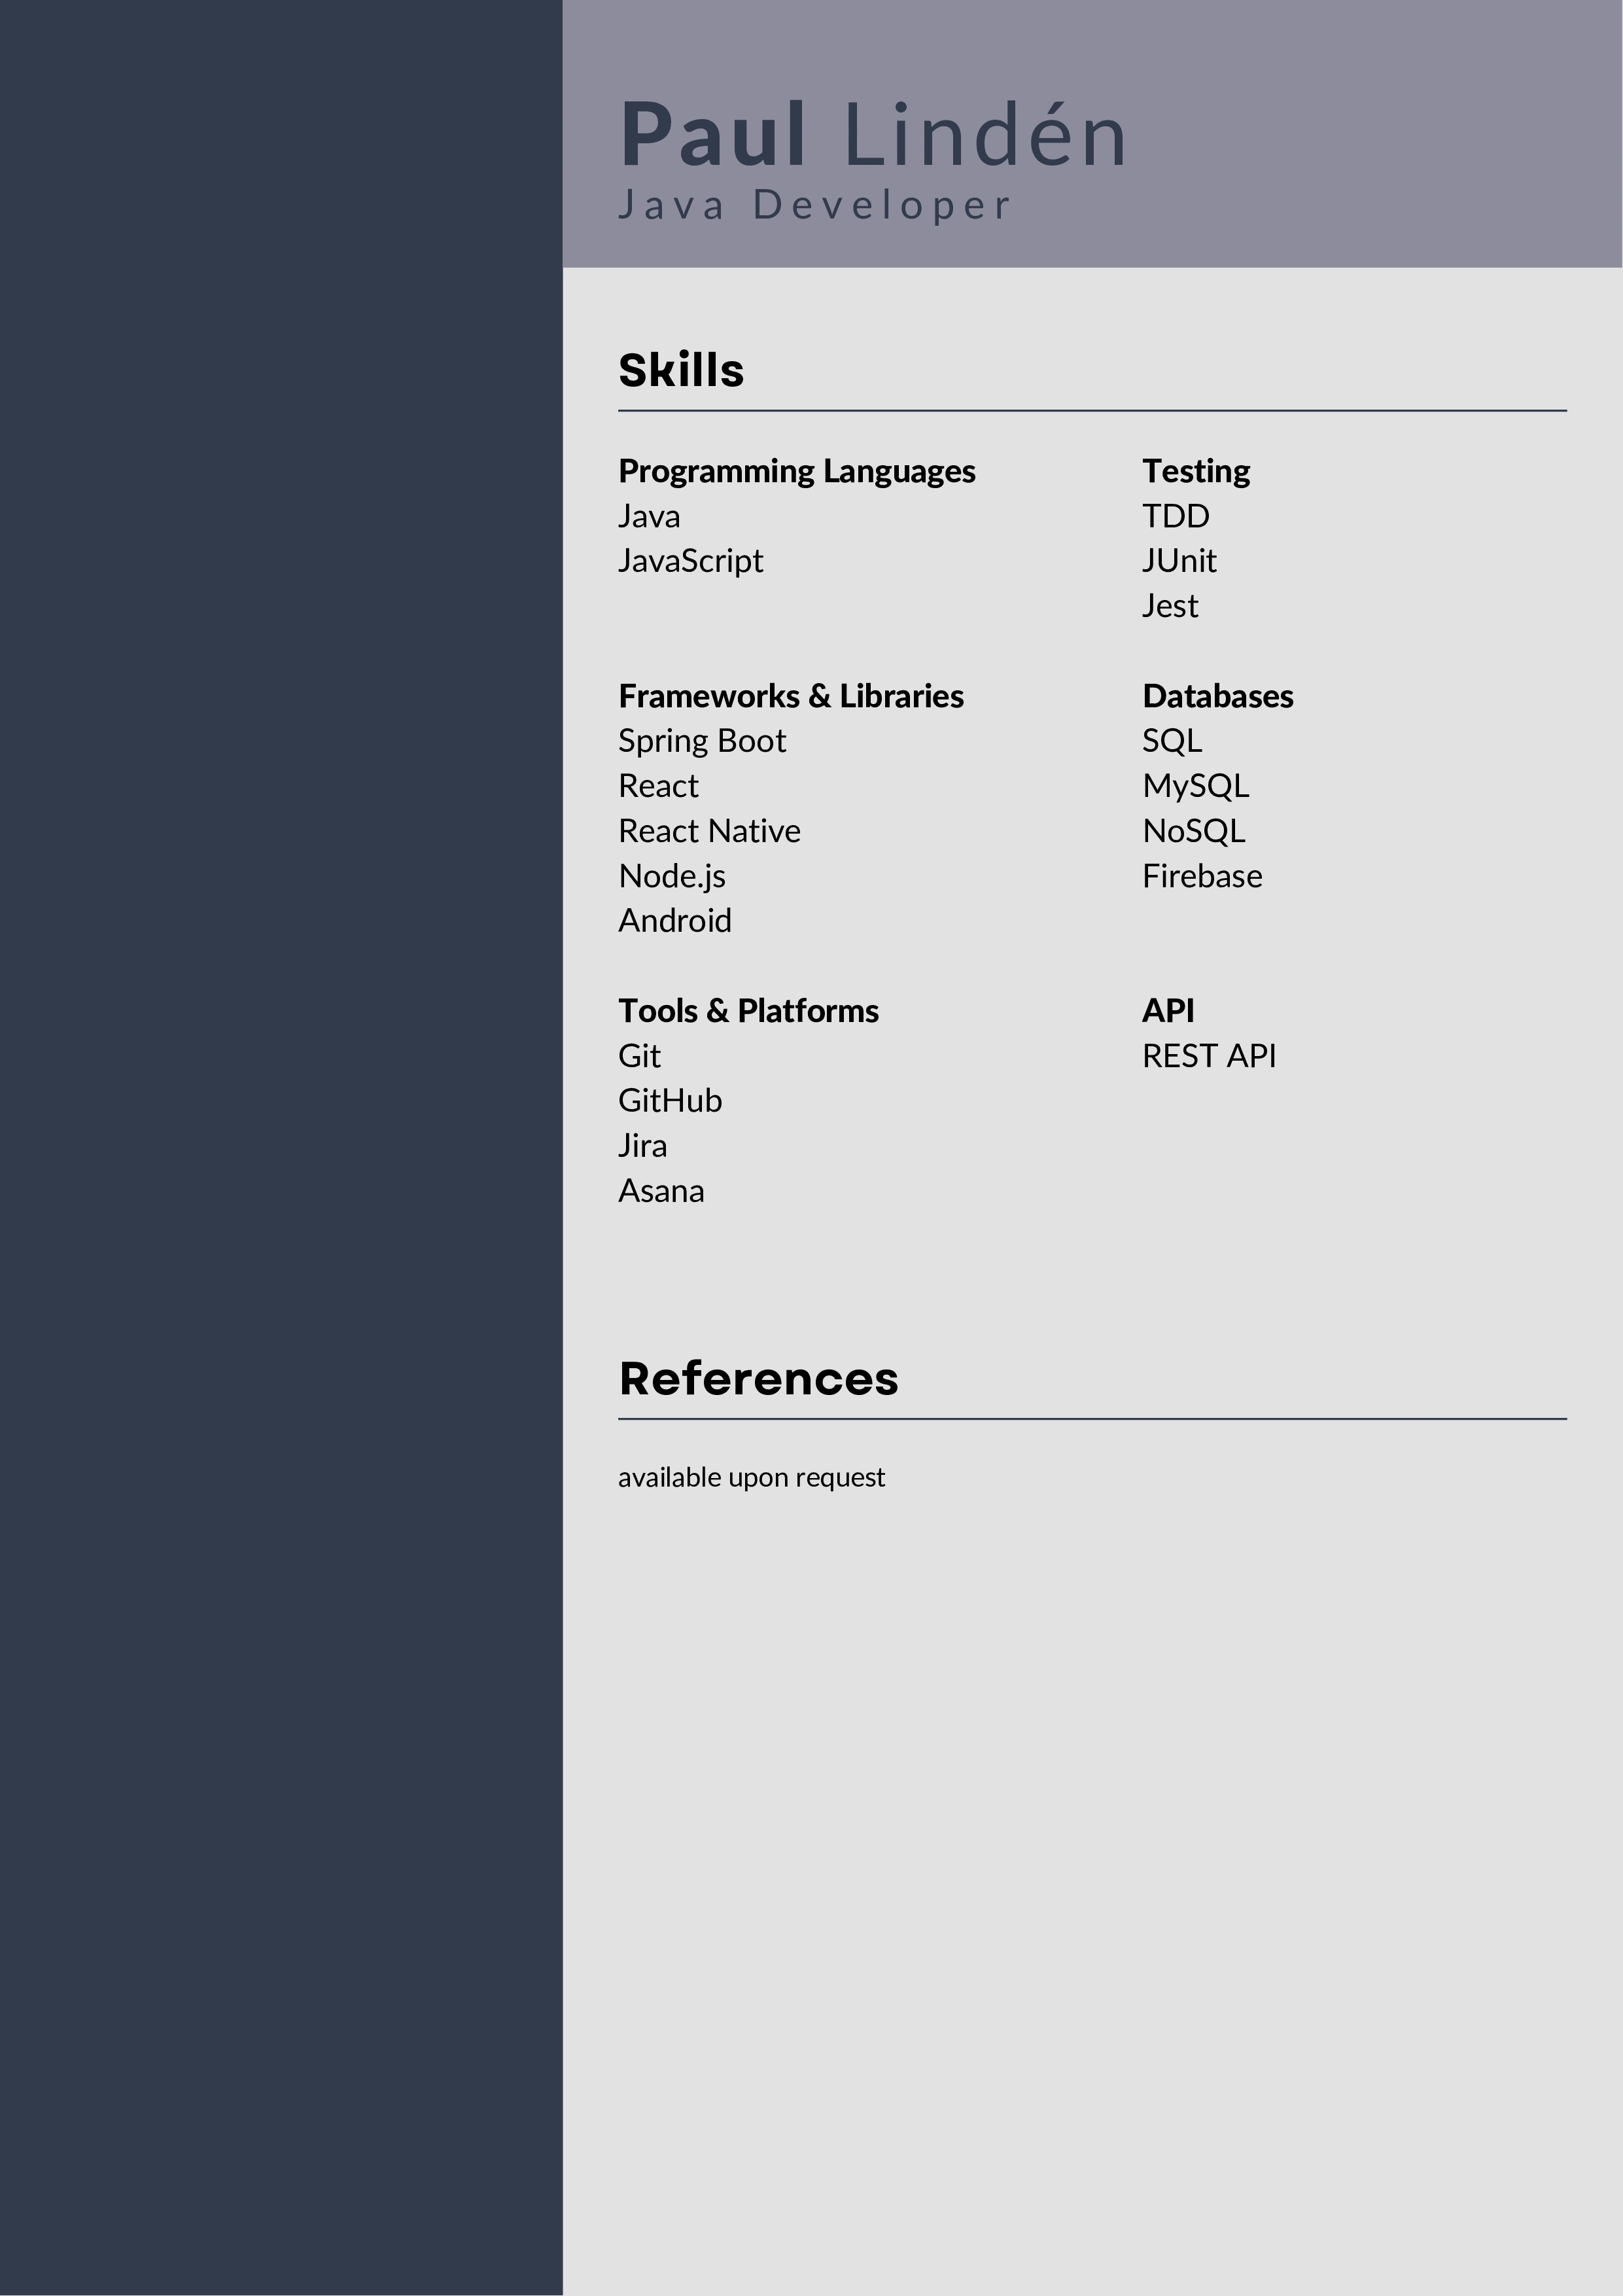 Paul Lindén
Java Developer
Skills
Programming Languages
Java
JavaScript
Testing
TDD
JUnit
Jest
Frameworks & Libraries
Spring Boot
React
React Native
Node.js
Android
Databases
SQL
MySQL
NoSQL
Firebase
Tools & Platforms
Git
GitHub
Jira
Asana
API
REST API
References
available upon request